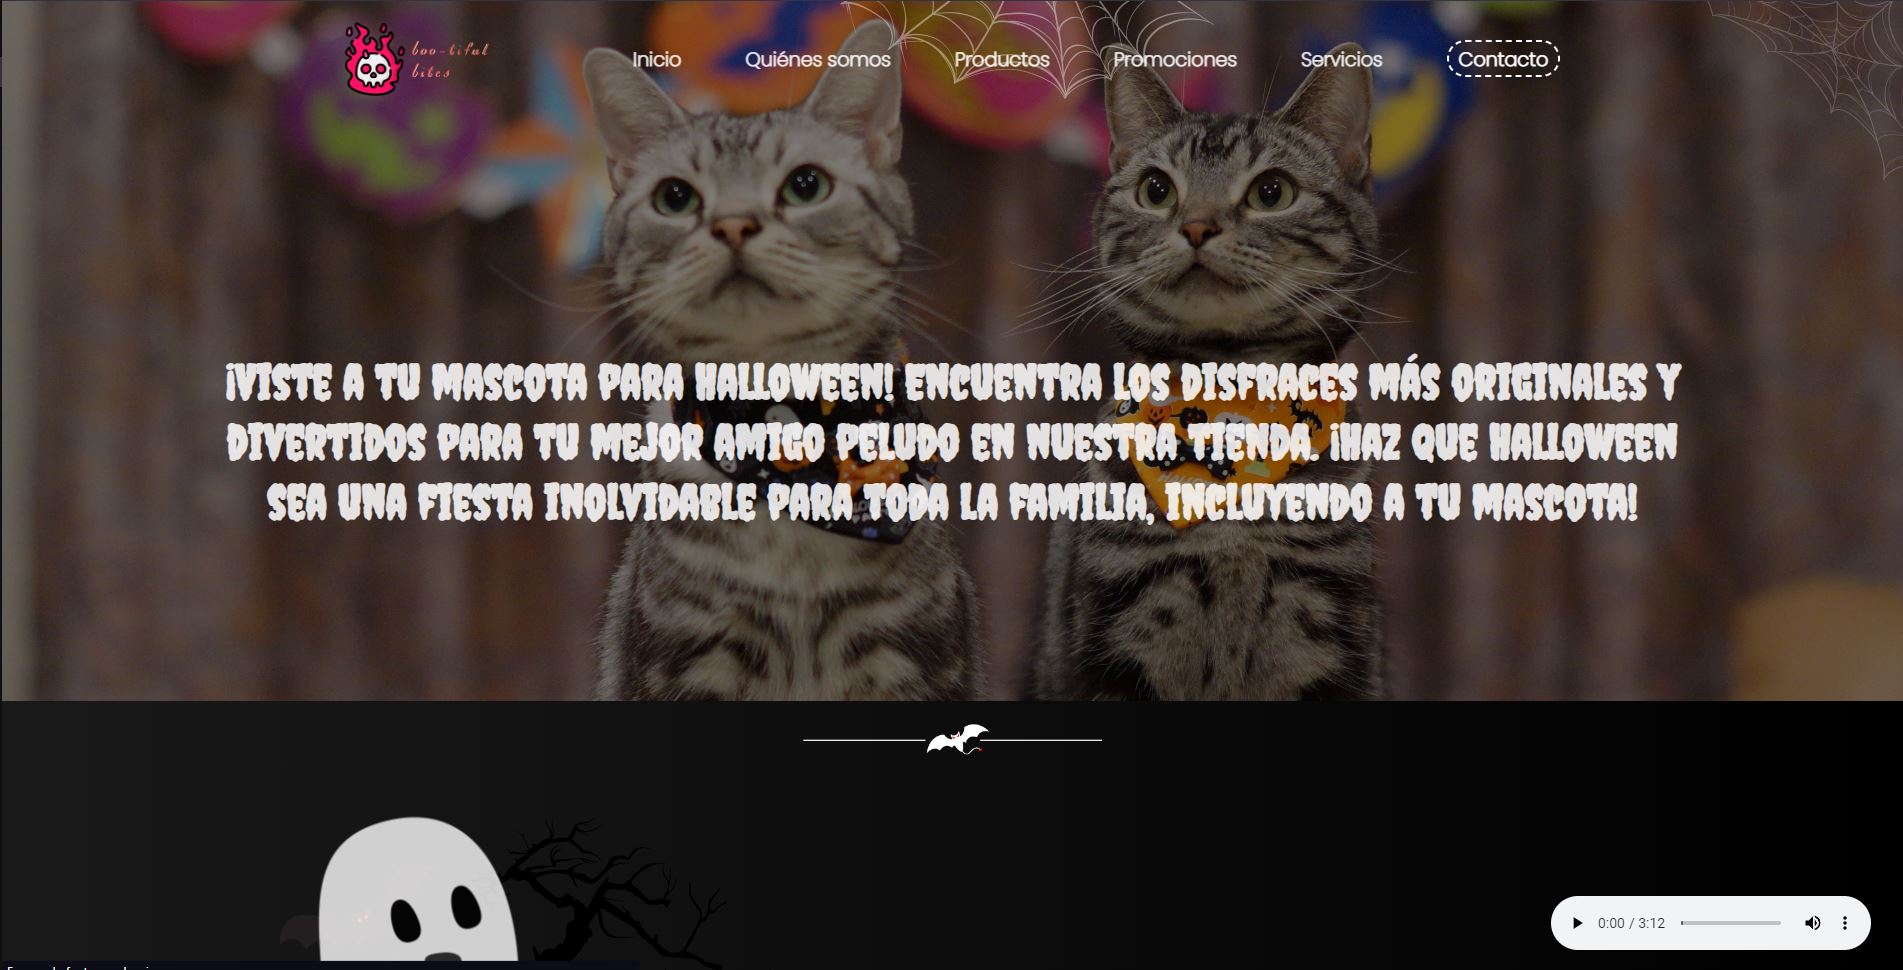 boo-tiful
bites
Inicio
Quiénes somos
Productos
Promociones
Servicios
Contacto
¡VISTE A TU MASCOTA PARA HALLOWEEN! ENCUENTRA LOS DISFRACES MÁS ORIGINALES Y
DIVERTIDOS PARA TU MEJOR AMIGO PELUDO EN NUESTRA TIENDA. ¡HAZ QUE HALLOWEEN
SEA UNA FIESTA INOLVIDABLE PARA TODA LA FAMILIA, INCLUYENDO A TU MASCOTA!
0:00 / 3:12